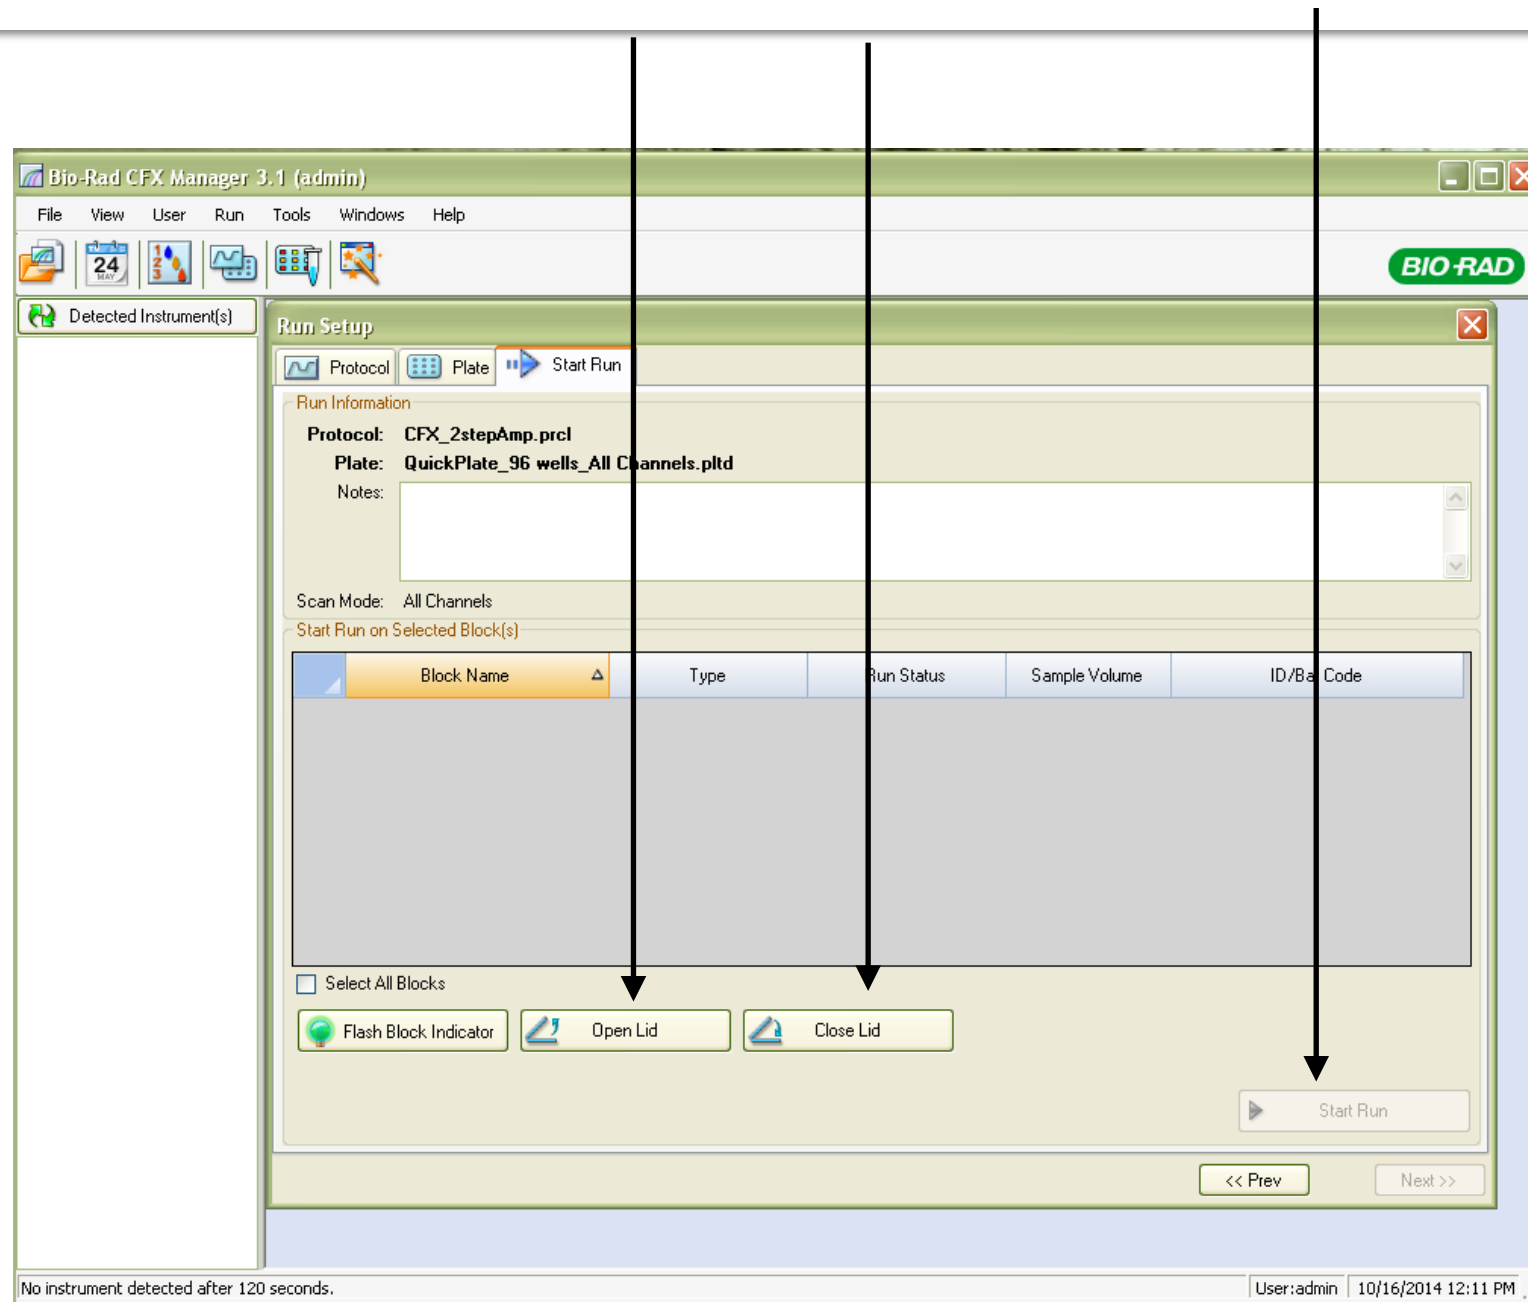 Bio-Rad CFX Manager 3.1 (admin)
File View User Run Tools Windows Help
24
MAY
1
2
3
BIO-RAD
Detected Instrument(s)
Run Setup
Protocol Plate Start Run
Run Information
Protocol: CFX_2stepAmp.prcl
Plate: QuickPlate_96 wells_All Channels.pltd
Notes:
Scan Mode: All Channels
Start Run on Selected Block(s)
Block Name Type Run Status Sample Volume ID/Bar Code
Select All Blocks
Flash Block Indicator Open Lid Close Lid
Start Run
<< Prev Next >>
No instrument detected after 120 seconds. User:admin 10/16/2014 12:11 PM